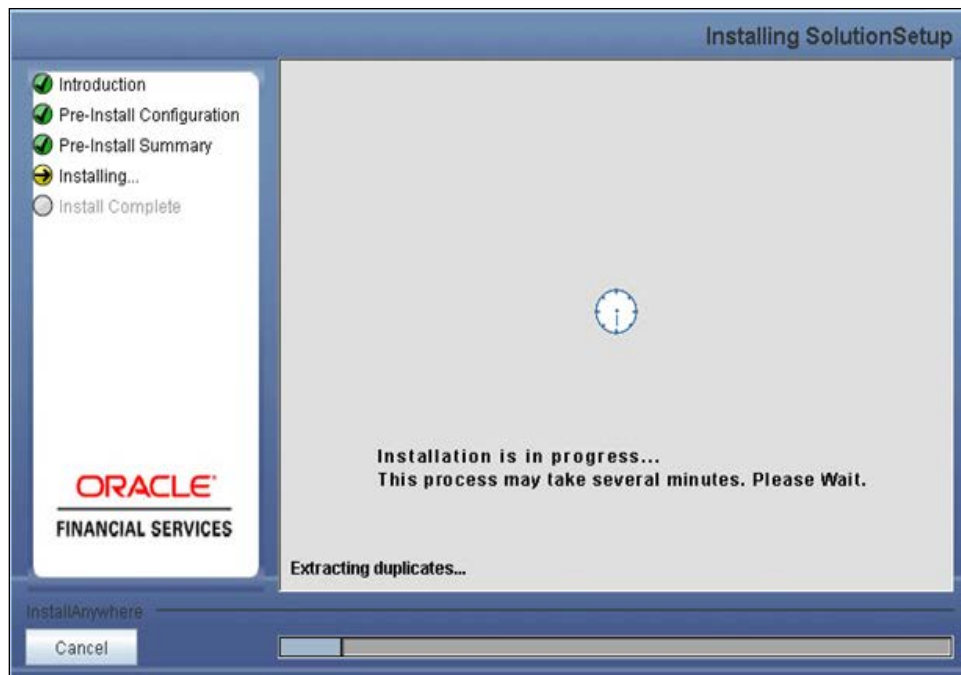 Installing SolutionSetup
Introduction
Pre-Install Configuration
Pre-Install Summary
Installing...
Install Complete
ORACLE
FINANCIAL SERVICES
Installation is in progress...
This process may take several minutes. Please Wait.
Extracting duplicates...
InstallAnywhere
Cancel